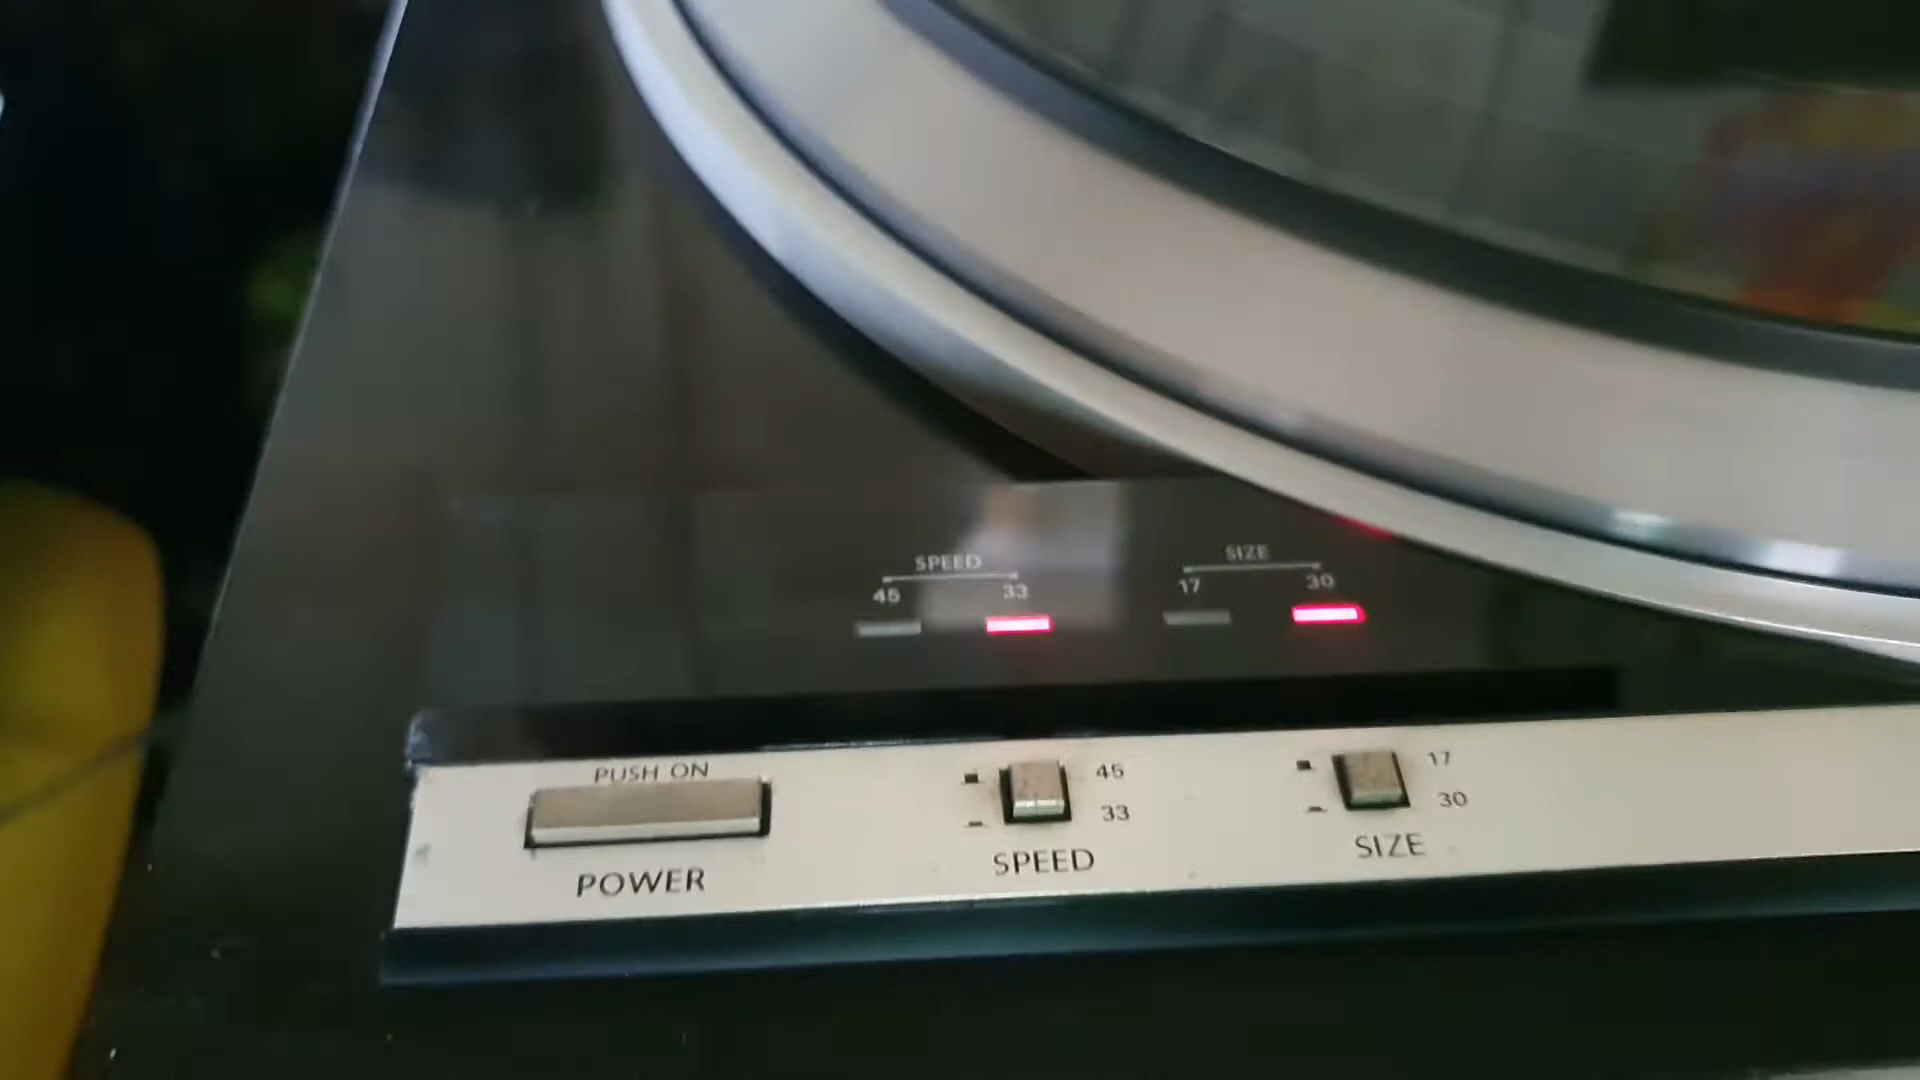 SPEED
45 33
SIZE
17 30
PUSH ON
POWER
45
33
SPEED
17
30
SIZE